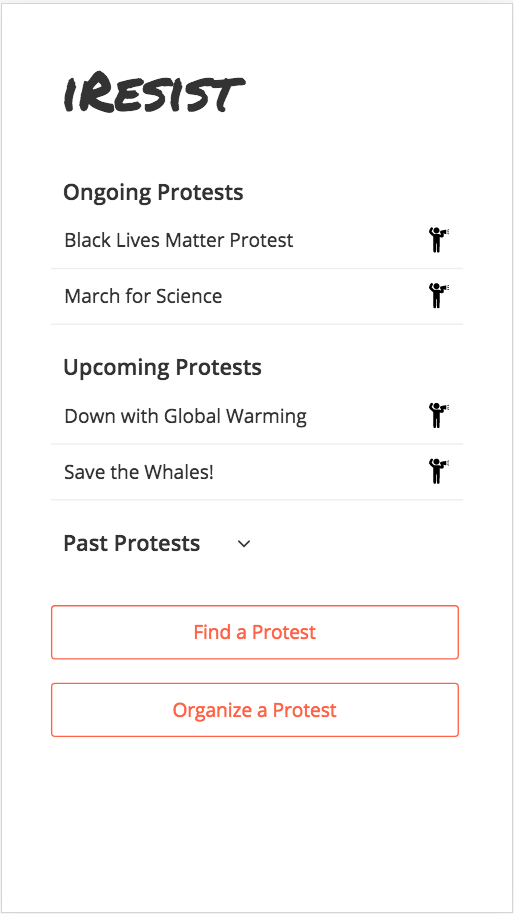 iResist
Ongoing Protests
Black Lives Matter Protest
March for Science
Upcoming Protests
Down with Global Warming
Save the Whales!
Past Protests
Find a Protest
Organize a Protest